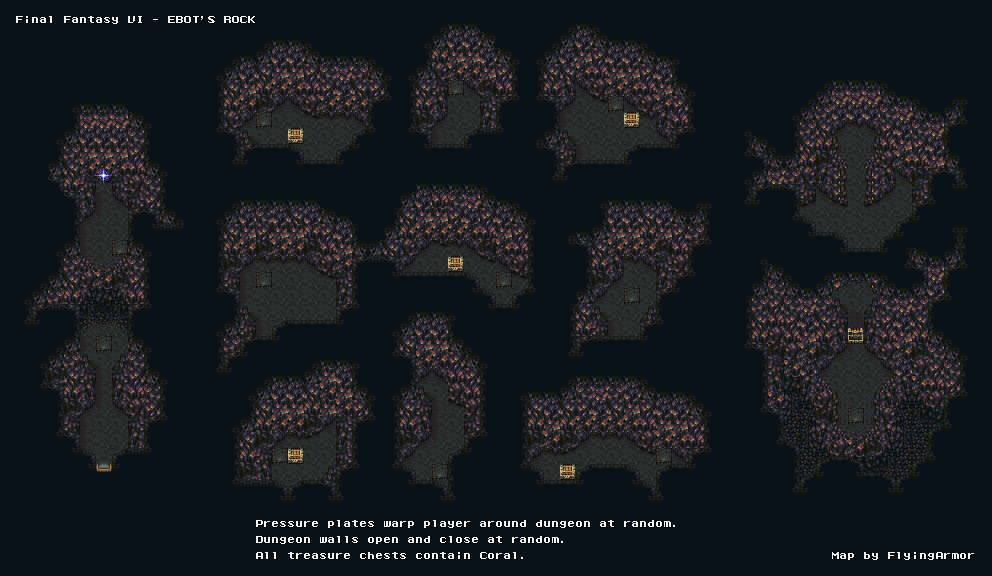 Final Fantasy VI - EBOT'S ROCK
Pressure plates warp player around dungeon at random.
Dungeon walls open and close at random.
All treasure chests contain Coral.
Map by FlyingArmor